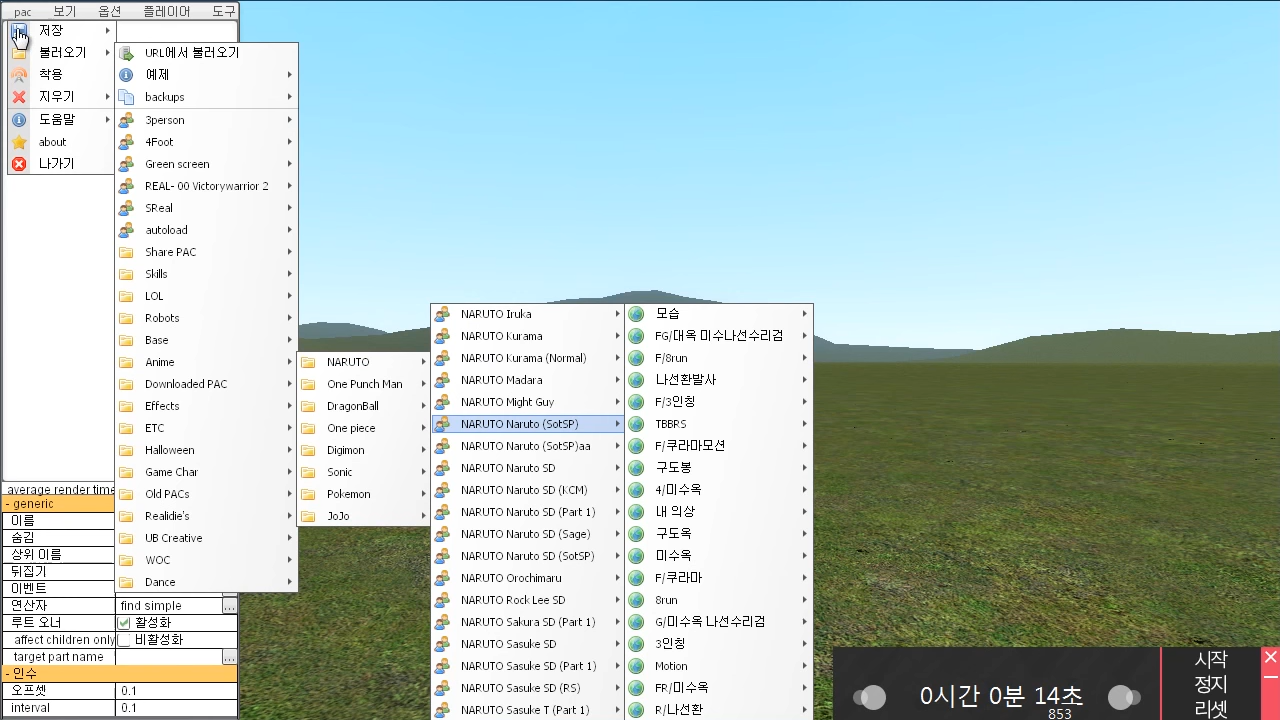 pac 보기 옵션 플레이어 도구
저장
불러오기
착용
지우기
도움말
about
나가기
URL에서 불러오기
예제
backups
3person
4Foot
Green screen
REAL- 00 Victorywarrior 2
SReal
autoload
Share PAC
Skills
LOL
Robots
Base
Anime
Downloaded PAC
Effects
ETC
Halloween
Game Char
Old PACs
Realidie's
UB Creative
WOC
Dance
NARUTO
One Punch Man
DragonBall
One piece
Digimon
Sonic
Pokemon
JoJo
NARUTO Iruka
NARUTO Kurama
NARUTO Kurama (Normal)
NARUTO Madara
NARUTO Might Guy
NARUTO Naruto (SotSP)
NARUTO Naruto (SotSP)aa
NARUTO Naruto SD
NARUTO Naruto SD (KCM)
NARUTO Naruto SD (Part 1)
NARUTO Naruto SD (Sage)
NARUTO Naruto SD (SotSP)
NARUTO Orochimaru
NARUTO Rock Lee SD
NARUTO Sakura SD (Part 1)
NARUTO Sasuke SD
NARUTO Sasuke SD (Part 1)
NARUTO Sasuke SD (RS)
NARUTO Sasuke T (Part 1)
모습
FG/대옥 미수나선수리검
F/8run
나선환발사
F/3인칭
TBBRS
F/쿠라마모션
구도봉
4/미수옥
내 의상
구도옥
미수옥
F/쿠라마
8run
G/미수옥 나선수리검
3인칭
Motion
FR/미수옥
R/나선환
average render time
- generic
이름
숨김
상위 이름
뒤집기
이벤트
연산자 find simple ...
루트 오너 활성화
affect children only 비활성화
target part name ...
- 인수
오프셋 0.1
interval 0.1
0시간 0분 14초
853
시작
정지
리셋